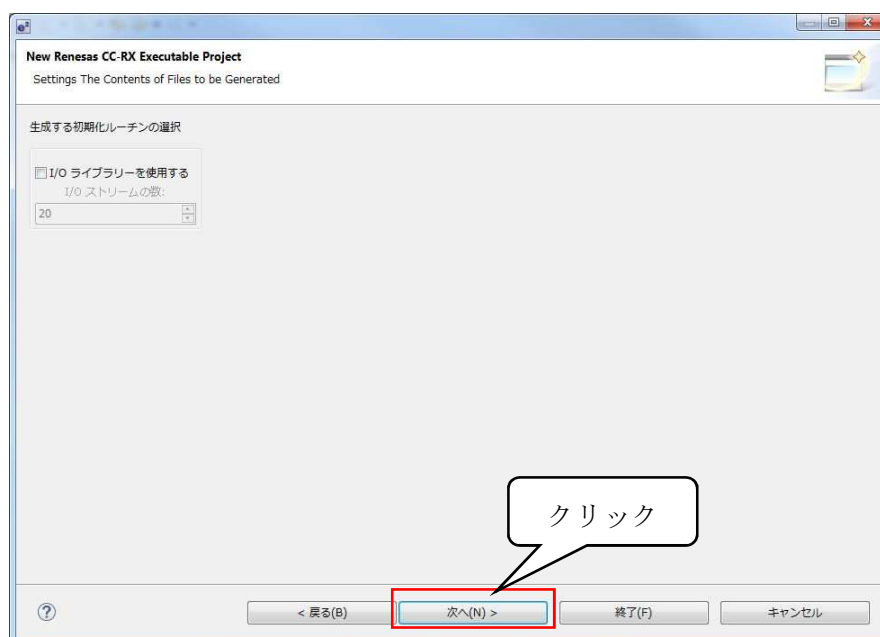 e²
New Renesas CC-RX Executable Project
Settings The Contents of Files to be Generated
生成する初期化ルーチンの選択
I/O ライブラリーを使用する
I/O ストリームの数:
20
クリック
?
< 戻る(B)
次へ(N) >
終了(F)
キャンセル